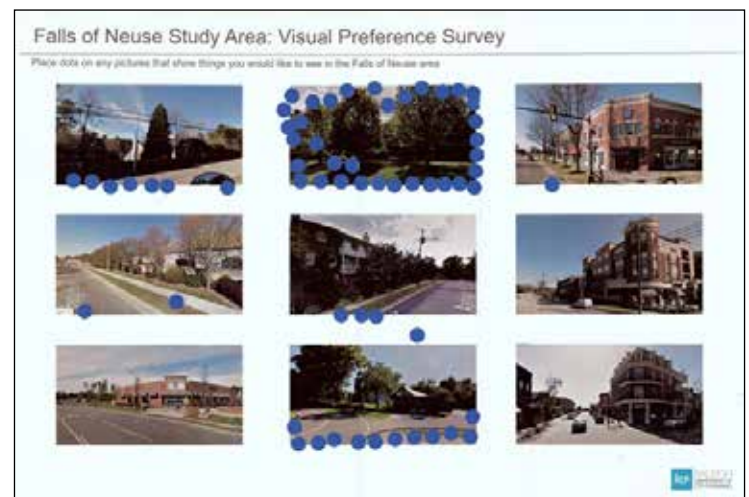 Falls of Neuse Study Area: Visual Preference Survey
Place dots on any pictures that show things you would like to see in the Falls of Neuse area